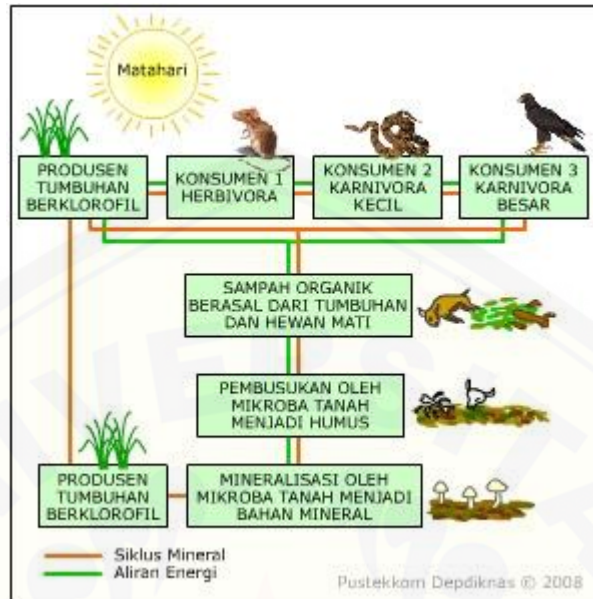 Matahari
PRODUSEN
TUMBUHAN
BERKLOROFIL
KONSUMEN 1
HERBIVORA
KONSUMEN 2
KARNIVORA
KECIL
KONSUMEN 3
KARNIVORA
BESAR
SAMPAH ORGANIK
BERASAL DARI TUMBUHAN
DAN HEWAN MATI
PEMBUSUKAN OLEH
MIKROBA TANAH
MENJADI HUMUS
PRODUSEN
TUMBUHAN
BERKLOROFIL
MINERALISASI OLEH
MIKROBA TANAH MENJADI
BAHAN MINERAL
Siklus Mineral
Aliran Energi
Pustekkom Depdiknas © 2008